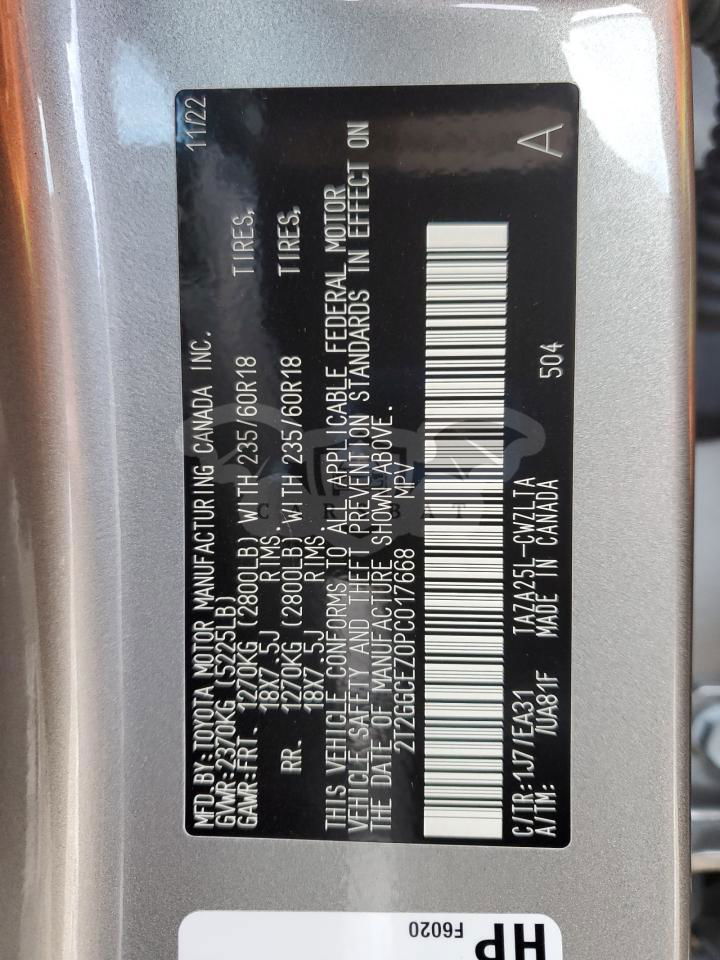 MFD.BY:TOYOTA MOTOR MANUFACTURING CANADA INC. 11/22
GVWR:2370KG (5225LB)
GAWR:FRT. 1270KG (2800LB) WITH 235/60R18 TIRES,
18X7.5J RIMS.
RR. 1270KG (2800LB) WITH 235/60R18 TIRES,
18X7.5J RIMS.
THIS VEHICLE CONFORMS TO ALL APPLICABLE FEDERAL MOTOR
VEHICLE SAFETY AND THEFT PREVENTION STANDARDS IN EFFECT ON
THE DATE OF MANUFACTURE SHOWN ABOVE.
2T2GGCEZ0PC017668 MPV
C/TR:1J7/EA31 TAZA25L-CWZLTA 504 A
A/TM: /UA81F MADE IN CANADA
CARBAT
HP
F6020